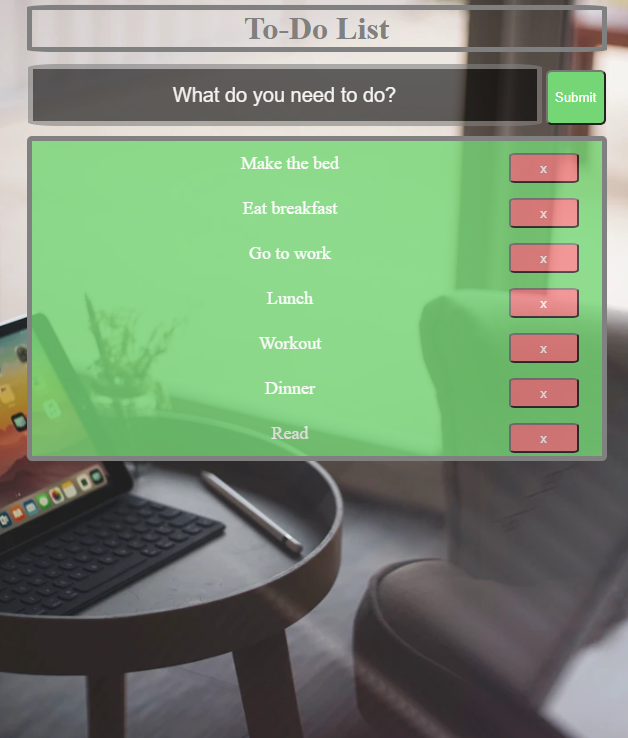 To-Do List
What do you need to do?
Submit
Make the bed
x
Eat breakfast
x
Go to work
x
Lunch
x
Workout
x
Dinner
x
Read
x